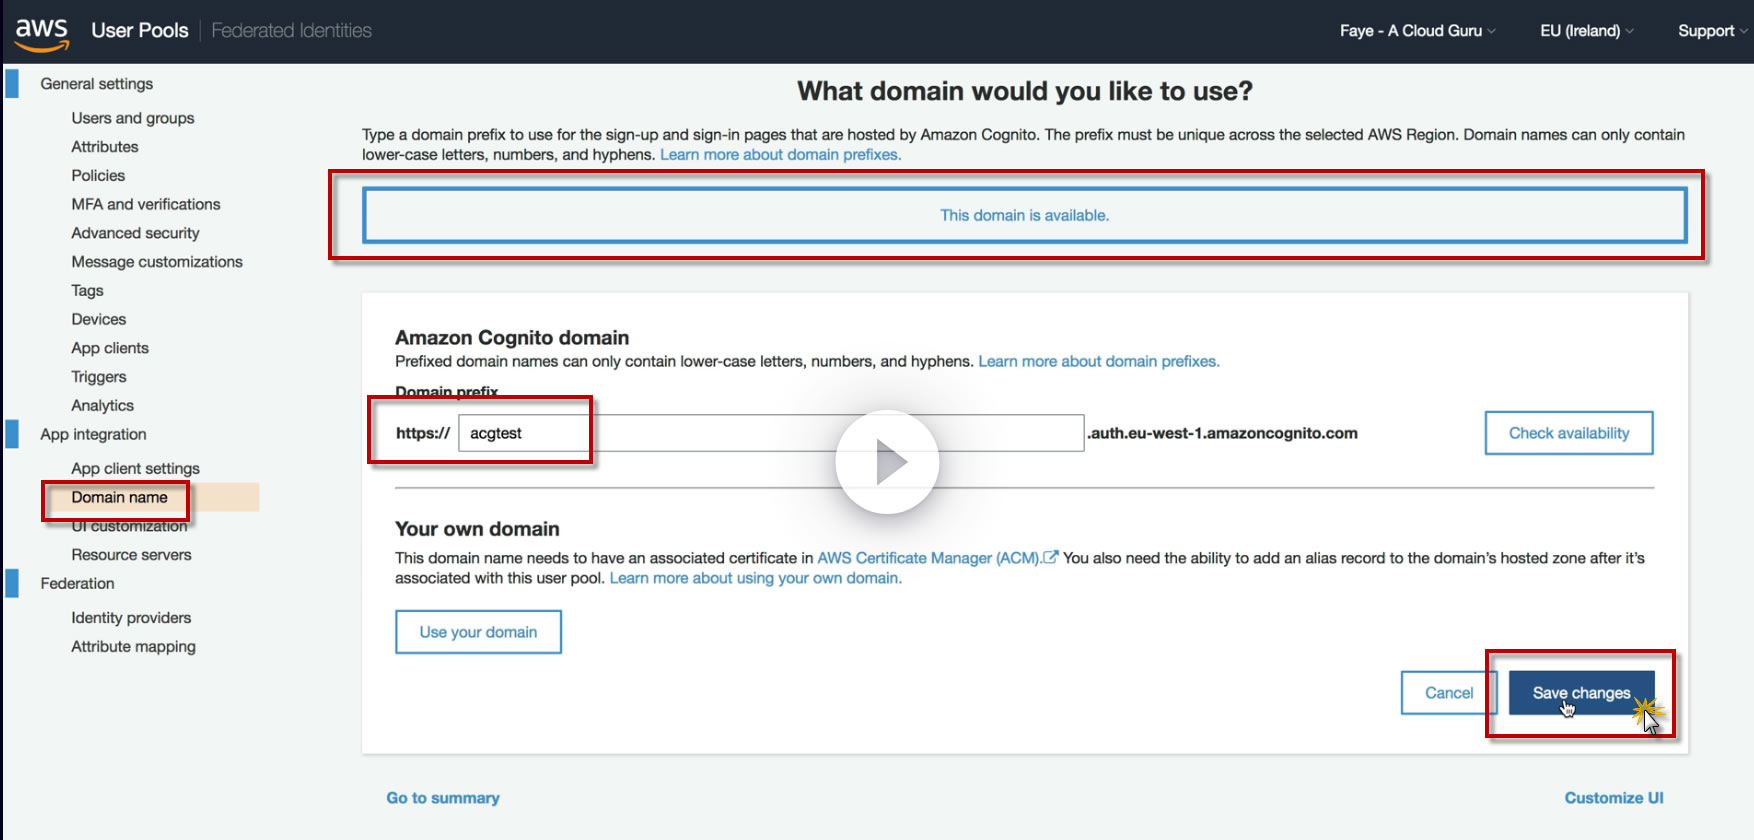 aws User Pools Federated Identities Faye - A Cloud Guru EU (Ireland) Support
General settings
Users and groups
Attributes
Policies
MFA and verifications
Advanced security
Message customizations
Tags
Devices
App clients
Triggers
Analytics
App integration
App client settings
Domain name
UI customization
Resource servers
Federation
Identity providers
Attribute mapping
What domain would you like to use?
Type a domain prefix to use for the sign-up and sign-in pages that are hosted by Amazon Cognito. The prefix must be unique across the selected AWS Region. Domain names can only contain
lower-case letters, numbers, and hyphens. Learn more about domain prefixes.
This domain is available.
Amazon Cognito domain
Prefixed domain names can only contain lower-case letters, numbers, and hyphens. Learn more about domain prefixes.
Domain prefix
https:// acgtest .auth.eu-west-1.amazoncognito.com Check availability
Your own domain
This domain name needs to have an associated certificate in AWS Certificate Manager (ACM). You also need the ability to add an alias record to the domain's hosted zone after it's
associated with this user pool. Learn more about using your own domain.
Use your domain
Cancel Save changes
Go to summary Customize UI